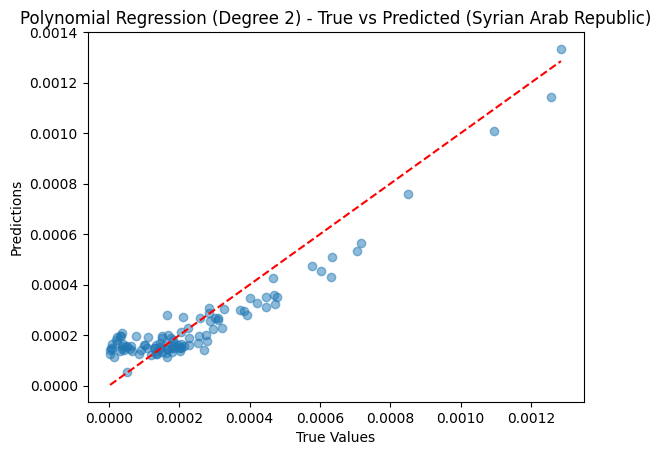 Polynomial Regression (Degree 2) - True vs Predicted (Syrian Arab Republic)
0.0014
0.0012
0.0010
0.0008
0.0006
0.0004
0.0002
0.0000
Predictions
0.0000 0.0002 0.0004 0.0006 0.0008 0.0010 0.0012
True Values